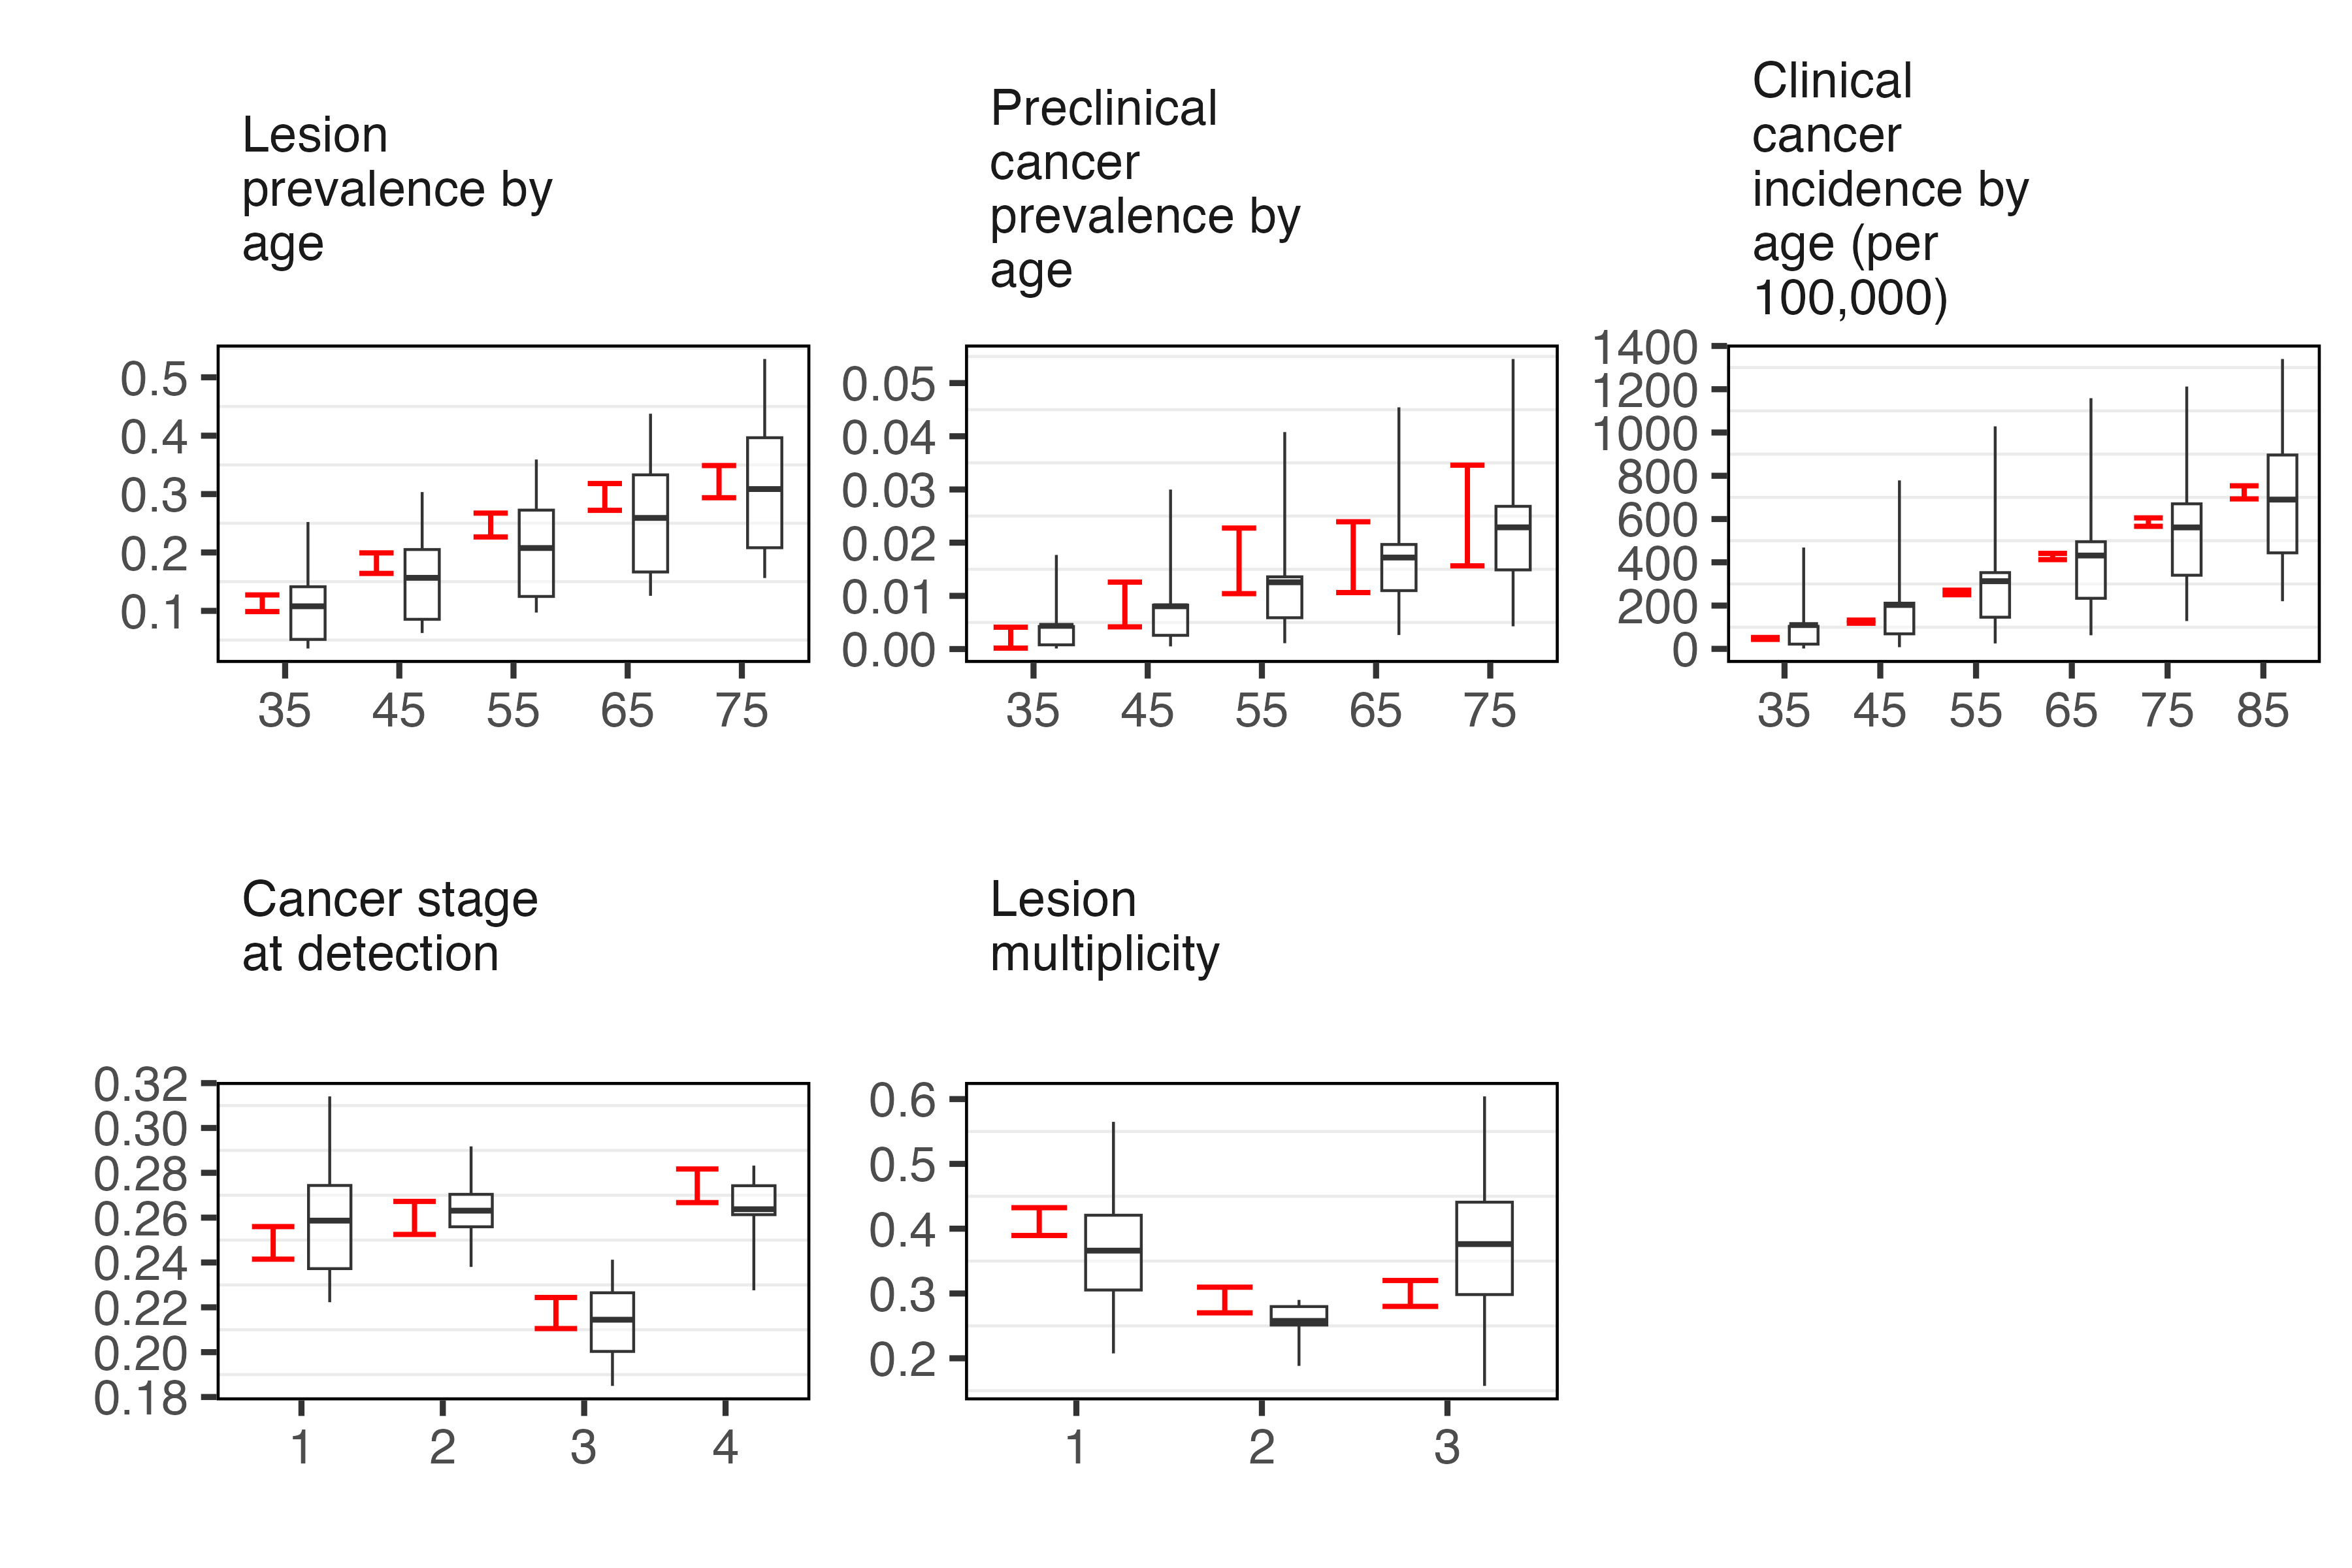 Lesion
prevalence by
age
0.5
0.4
0.3
0.2
0.1
35 45 55 65 75
Preclinical
cancer
prevalence by
age
0.05
0.04
0.03
0.02
0.01
0.00
35 45 55 65 75
Clinical
cancer
incidence by
age (per
100,000)
1400
1200
1000
800
600
400
200
0
35 45 55 65 75 85
Cancer stage
at detection
0.32
0.30
0.28
0.26
0.24
0.22
0.20
0.18
1 2 3 4
Lesion
multiplicity
0.6
0.5
0.4
0.3
0.2
1 2 3